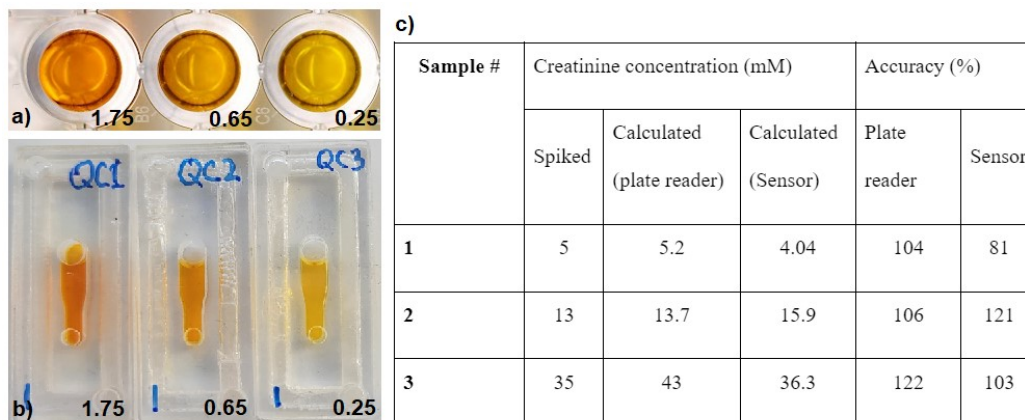 a)
1.75 0.65 0.25
B6 C6
QC1 QC2 QC3
b)
1.75 0.65 0.25
c)
Sample # Creatinine concentration (mM) Accuracy (%)
Spiked Calculated (plate reader) Calculated (Sensor) Plate reader Sensor
1 5 5.2 4.04 104 81
2 13 13.7 15.9 106 121
3 35 43 36.3 122 103